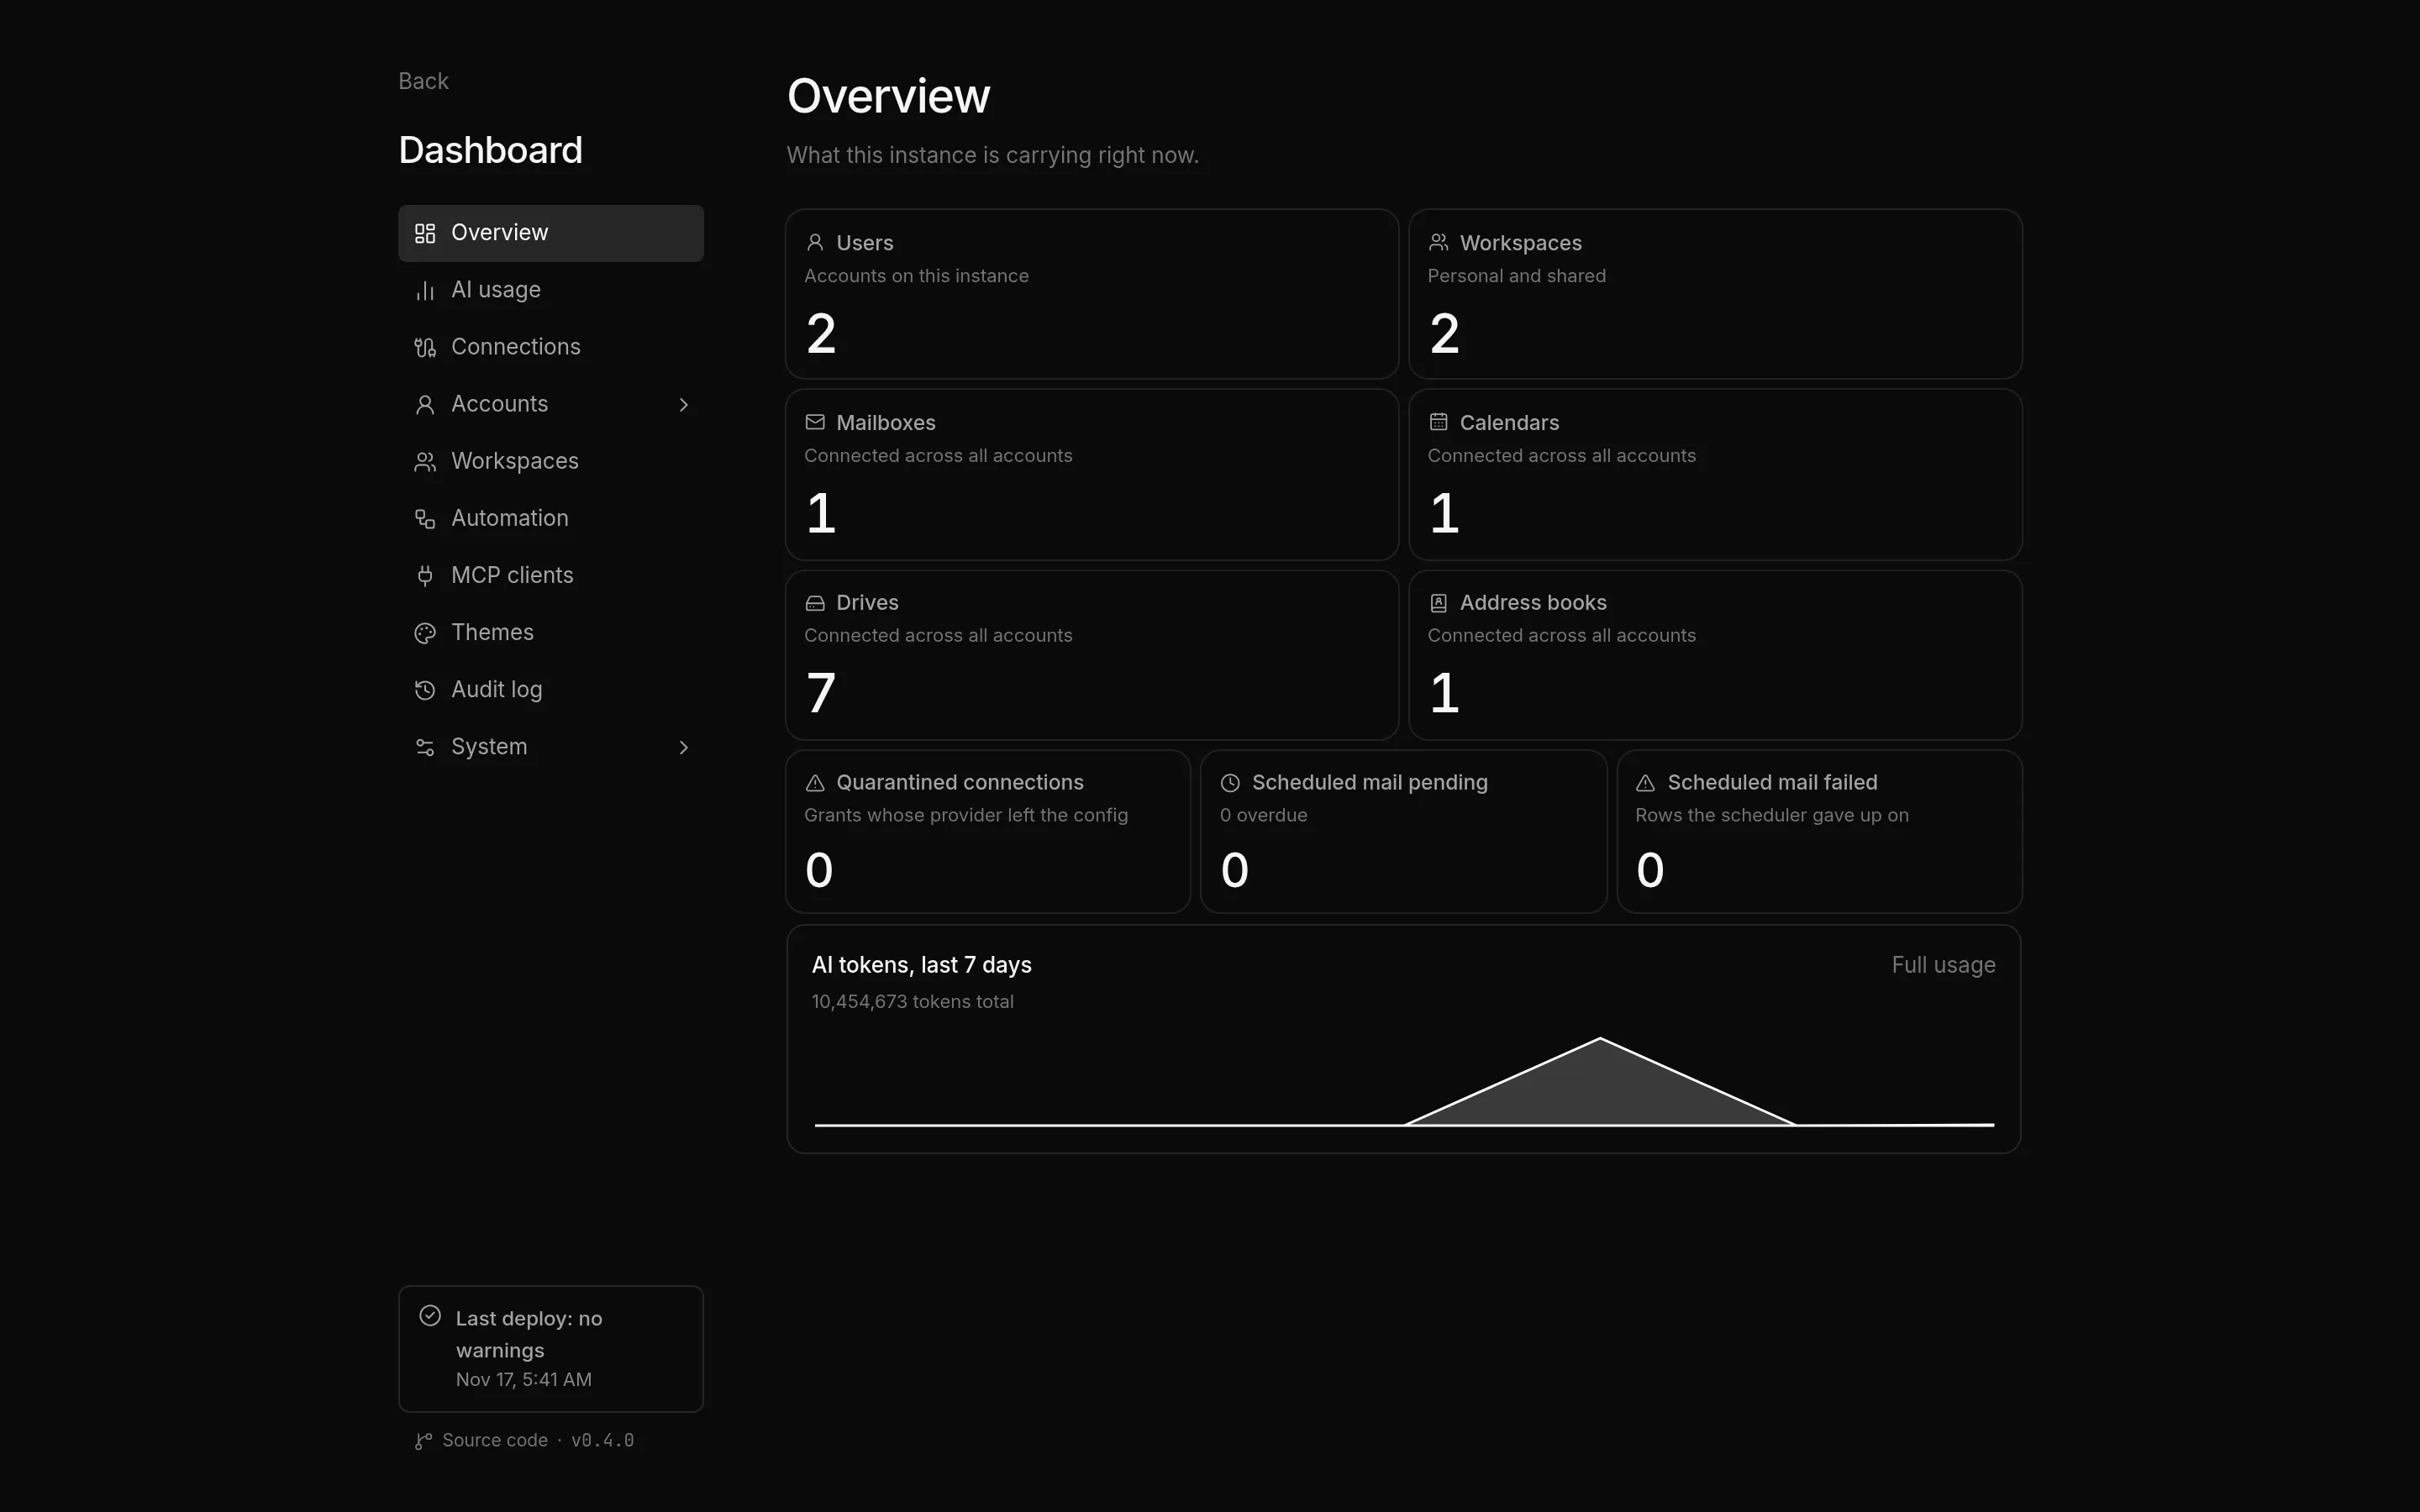 Back
Dashboard
Overview
AI usage
Connections
Accounts
Workspaces
Automation
MCP clients
Themes
Audit log
System
Last deploy: no
warnings
Nov 17, 5:41 AM
Source code · v0.4.0
Overview
What this instance is carrying right now.
Users
Accounts on this instance
2
Workspaces
Personal and shared
2
Mailboxes
Connected across all accounts
1
Calendars
Connected across all accounts
1
Drives
Connected across all accounts
7
Address books
Connected across all accounts
1
Quarantined connections
Grants whose provider left the config
0
Scheduled mail pending
0 overdue
0
Scheduled mail failed
Rows the scheduler gave up on
0
AI tokens, last 7 days
Full usage
10,454,673 tokens total